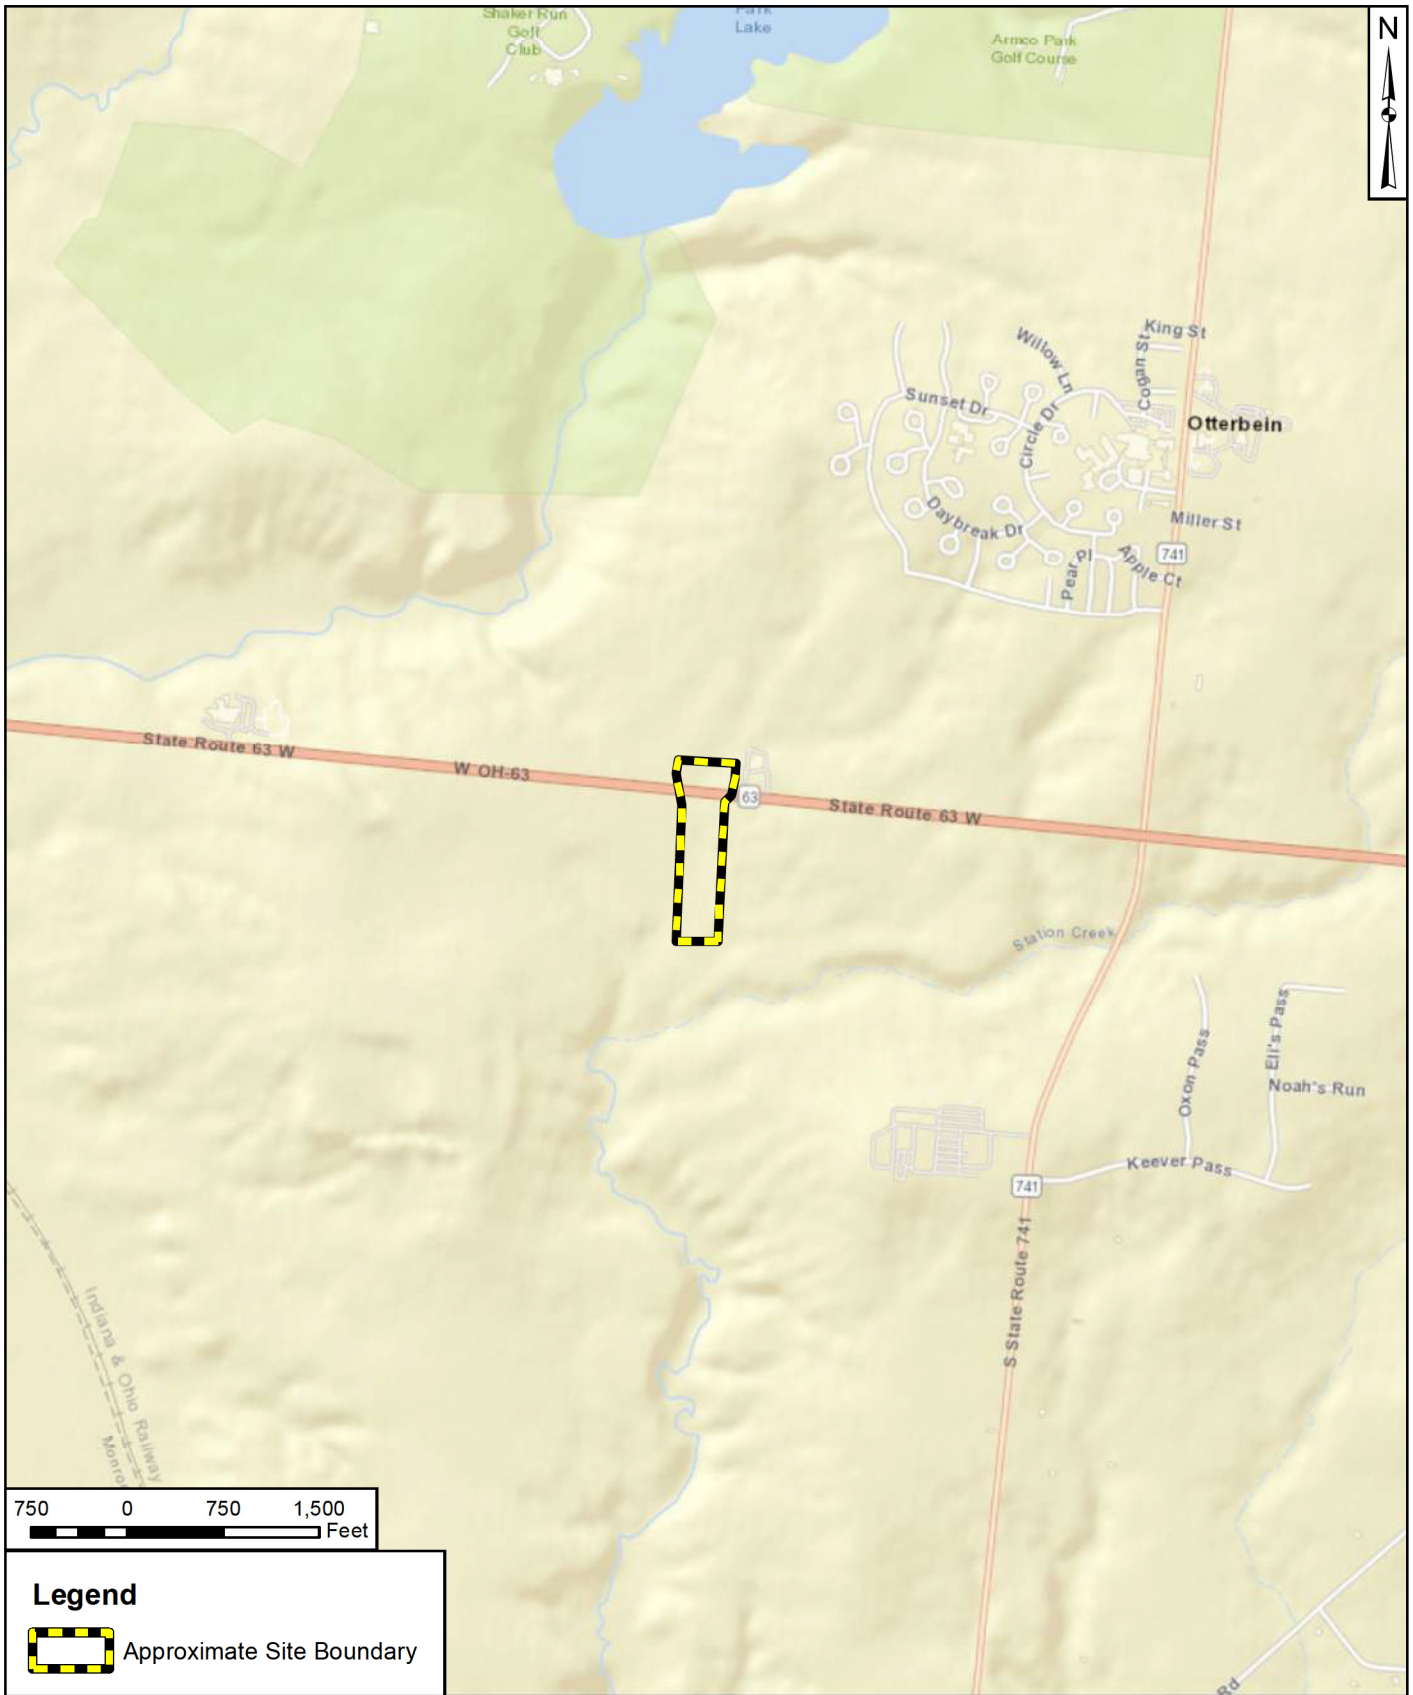 Shaker Run
Golf
Club
Park
Lake
Armco Park
Golf Course
N
King St
Willow Ln
Cogan St
Sunset Dr
Circle Dr
Otterbein
Daybreak Dr
Miller St
741
Pear Pl
Apple Ct
State Route 63 W
W OH-63
63
State Route 63 W
Station Creek
Oxon Pass
Eli's Pass
Noah's Run
Keever Pass
741
S State Route 741
Indiana & Ohio Railway
Monro
750 0 750 1,500
Feet
Legend
Approximate Site Boundary
Rd